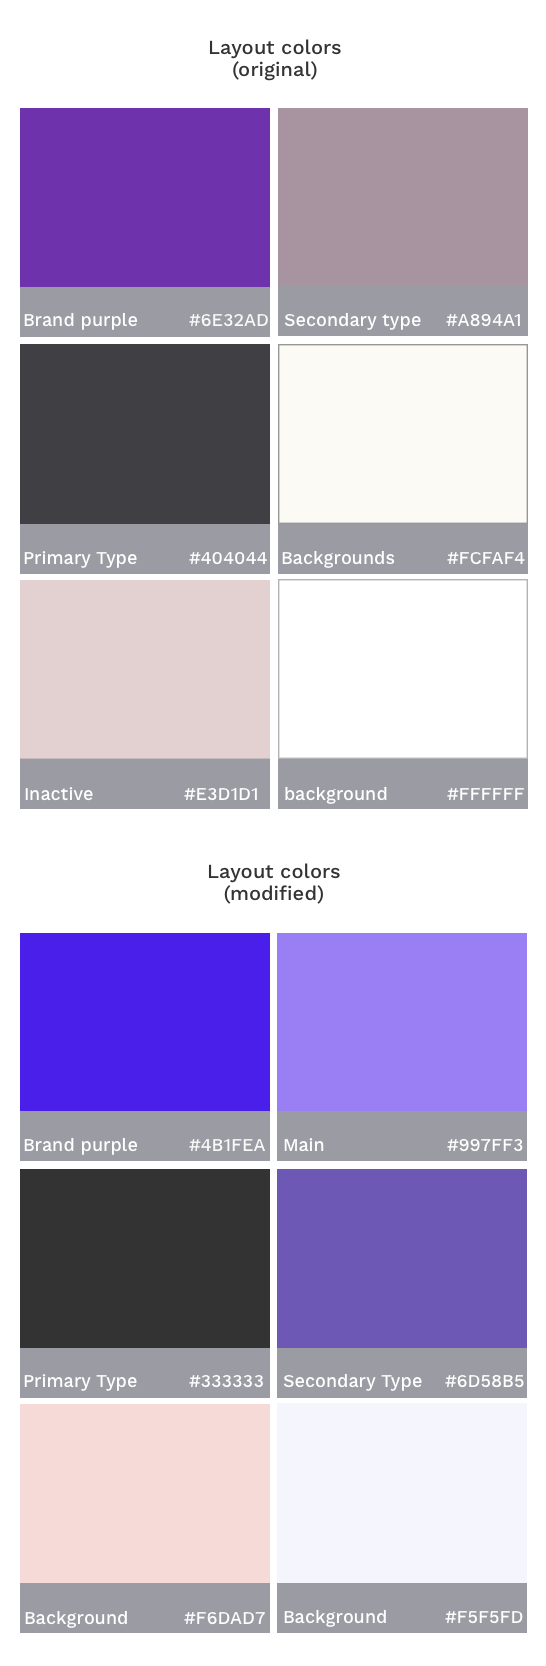 Layout colors
(original)
Brand purple #6E32AD
Secondary type #A894A1
Primary Type #404044
Backgrounds #FCFAF4
Inactive #E3D1D1
background #FFFFFF
Layout colors
(modified)
Brand purple #4B1FEA
Main #997FF3
Primary Type #333333
Secondary Type #6D58B5
Background #F6DAD7
Background #F5F5FD